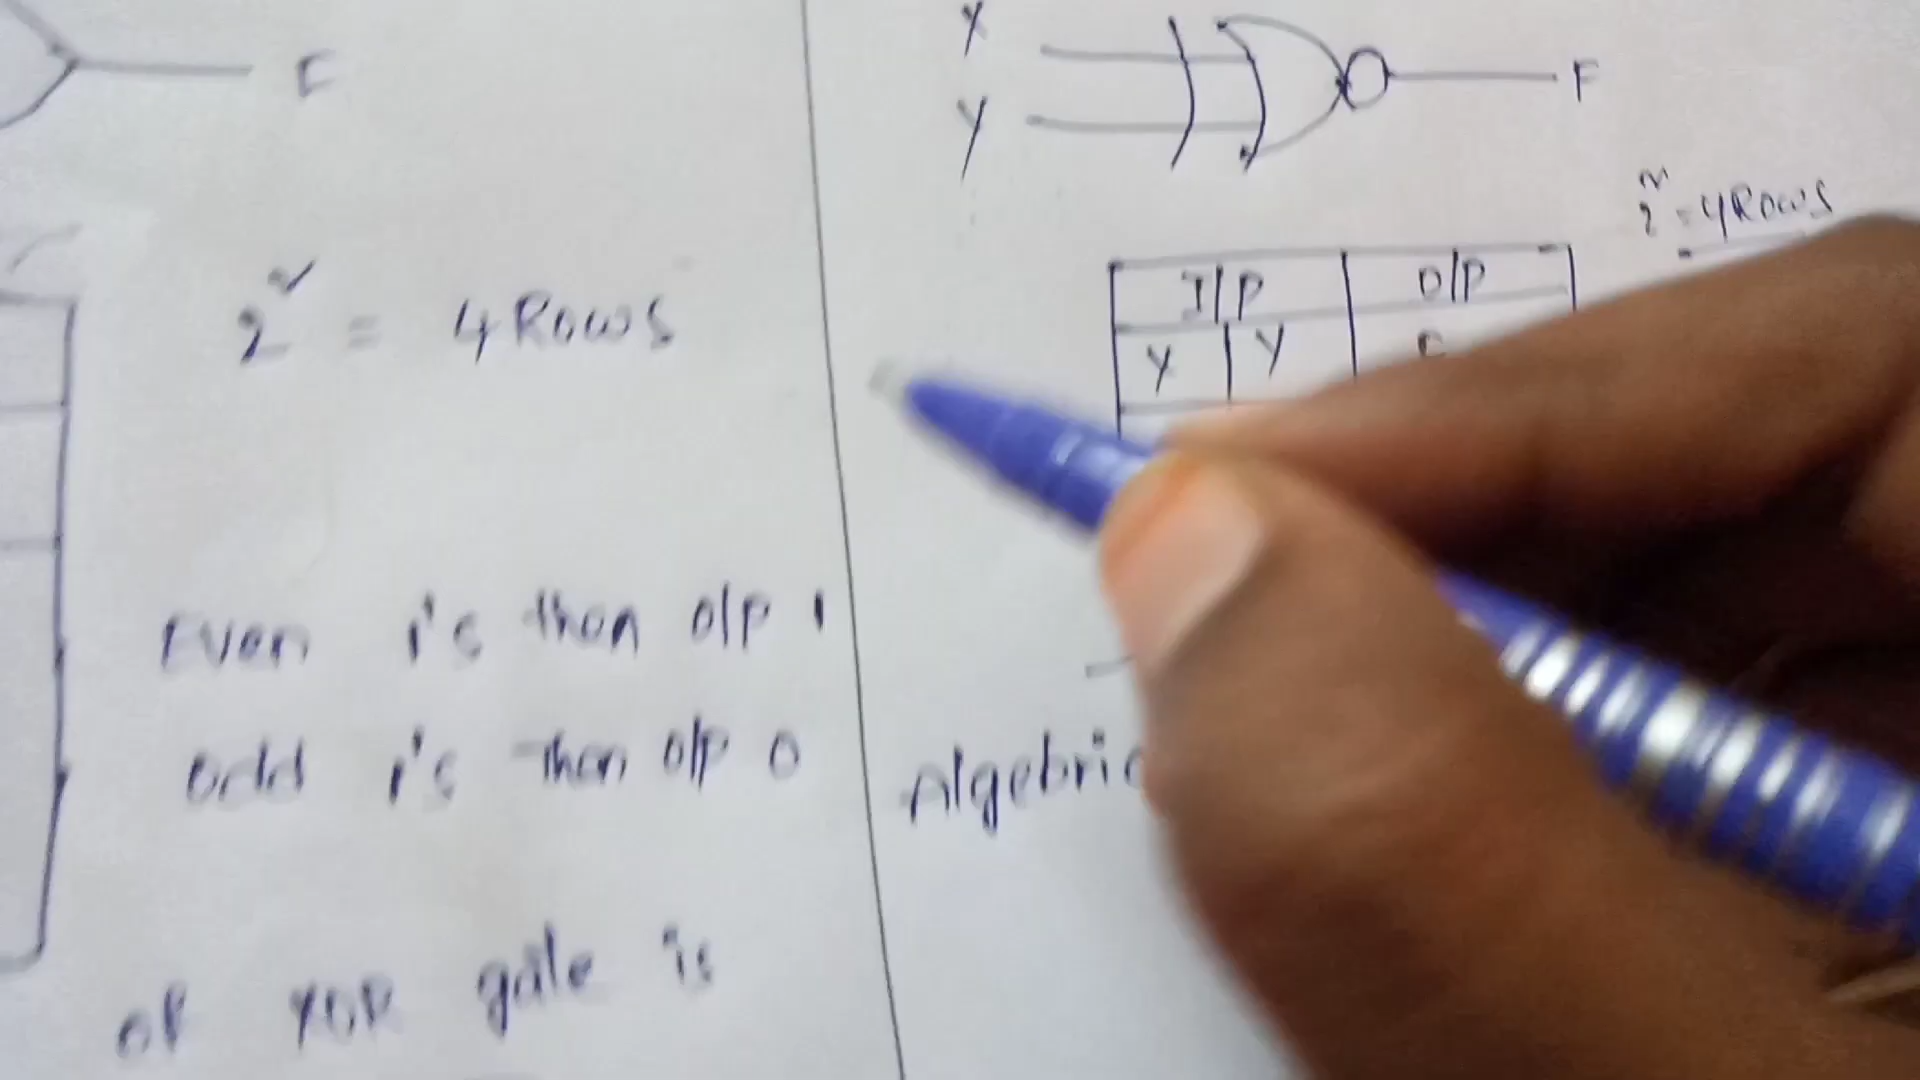 F
2² = 4 Rows
Even 1's then O/P 1
Odd 1's then O/P 0
of XOR gate is
X
Y
F
2² = 4 Rows
I/P O/P
X Y F
Algebric